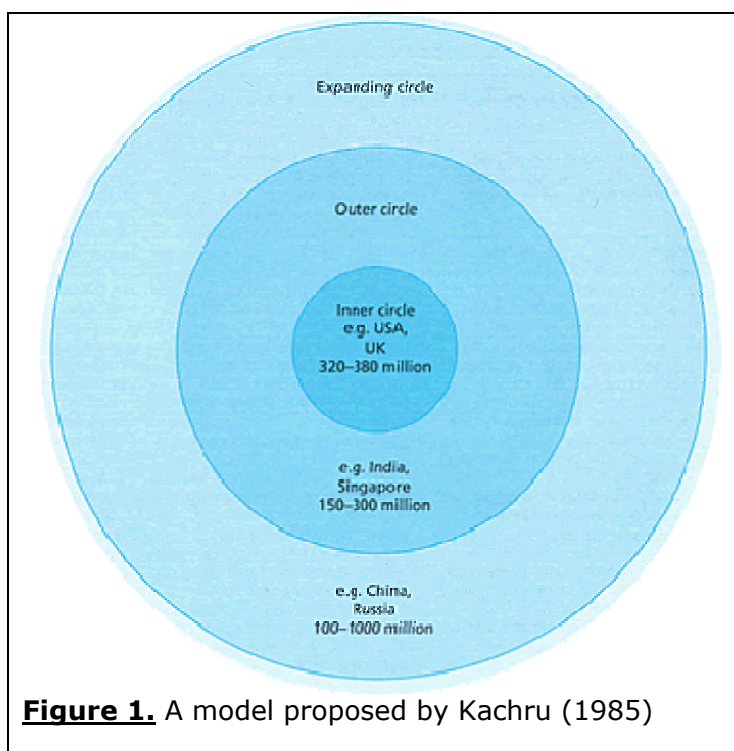 Expanding circle
Outer circle
Inner circle
e.g. USA,
UK
320–380 million
e.g. India,
Singapore
150–300 million
e.g. China,
Russia
100–1000 million
Figure 1. A model proposed by Kachru (1985)